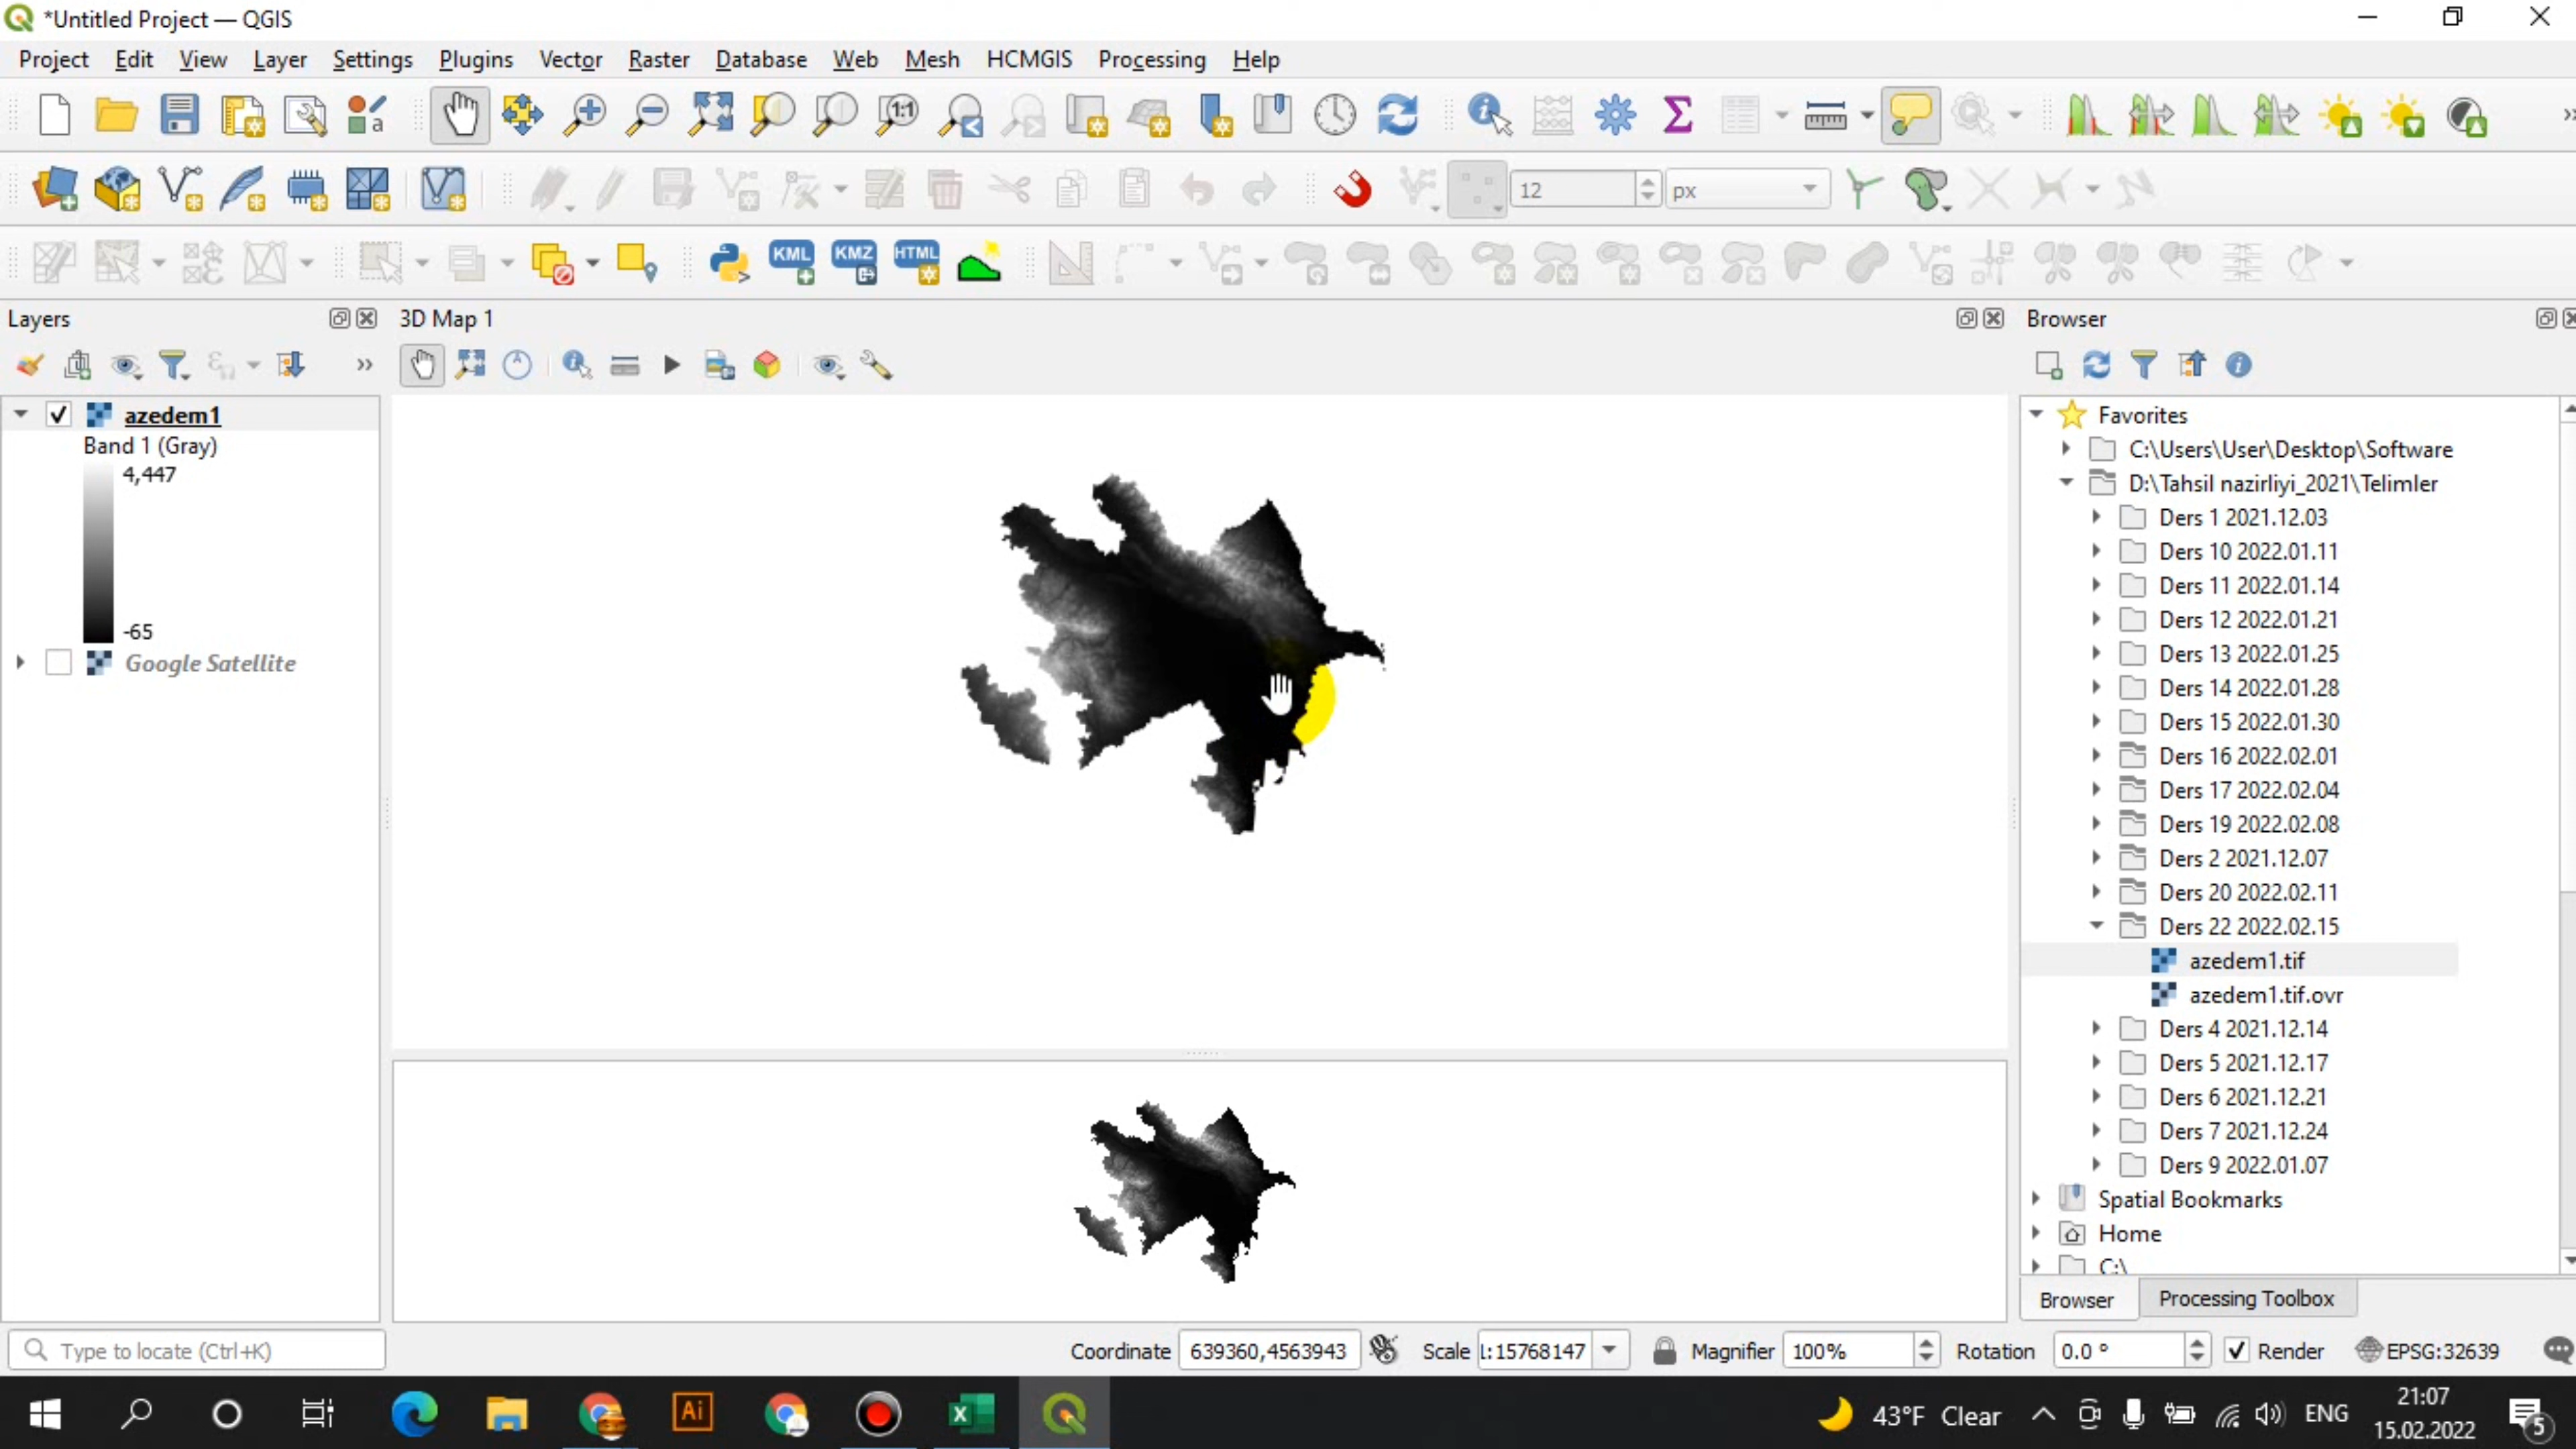 *Untitled Project — QGIS
Project Edit View Layer Settings Plugins Vector Raster Database Web Mesh HCMGIS Processing Help
a 1:1
12 px
KML KMZ HTML
Layers
3D Map 1
Browser
azedem1
Band 1 (Gray)
4,447
-65
Google Satellite
Favorites
C:\Users\User\Desktop\Software
D:\Tahsil nazirliyi_2021\Telimler
Ders 1 2021.12.03
Ders 10 2022.01.11
Ders 11 2022.01.14
Ders 12 2022.01.21
Ders 13 2022.01.25
Ders 14 2022.01.28
Ders 15 2022.01.30
Ders 16 2022.02.01
Ders 17 2022.02.04
Ders 19 2022.02.08
Ders 2 2021.12.07
Ders 20 2022.02.11
Ders 22 2022.02.15
azedem1.tif
azedem1.tif.ovr
Ders 4 2021.12.14
Ders 5 2021.12.17
Ders 6 2021.12.21
Ders 7 2021.12.24
Ders 9 2022.01.07
Spatial Bookmarks
Home
C:\
Browser Processing Toolbox
Type to locate (Ctrl+K)
Coordinate 639360,4563943 Scale 1:15768147 Magnifier 100% Rotation 0.0 ° Render EPSG:32639
Ai X 43°F Clear ENG
21:07
15.02.2022
5